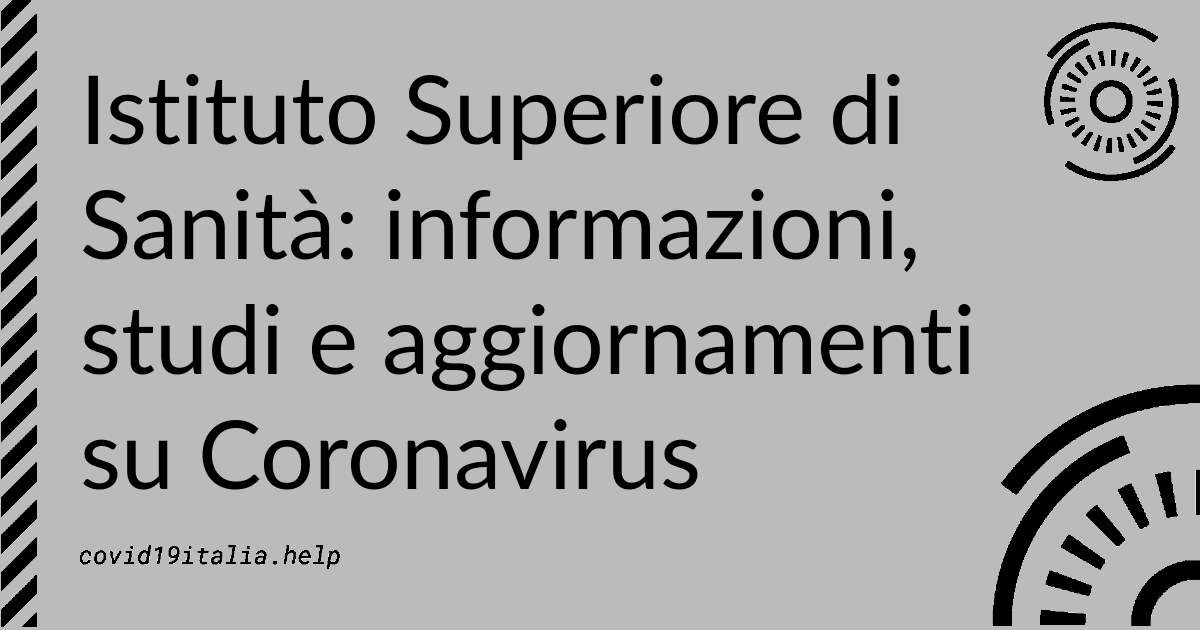 Istituto Superiore di
Sanità: informazioni,
studi e aggiornamenti
su Coronavirus
covid19italia.help